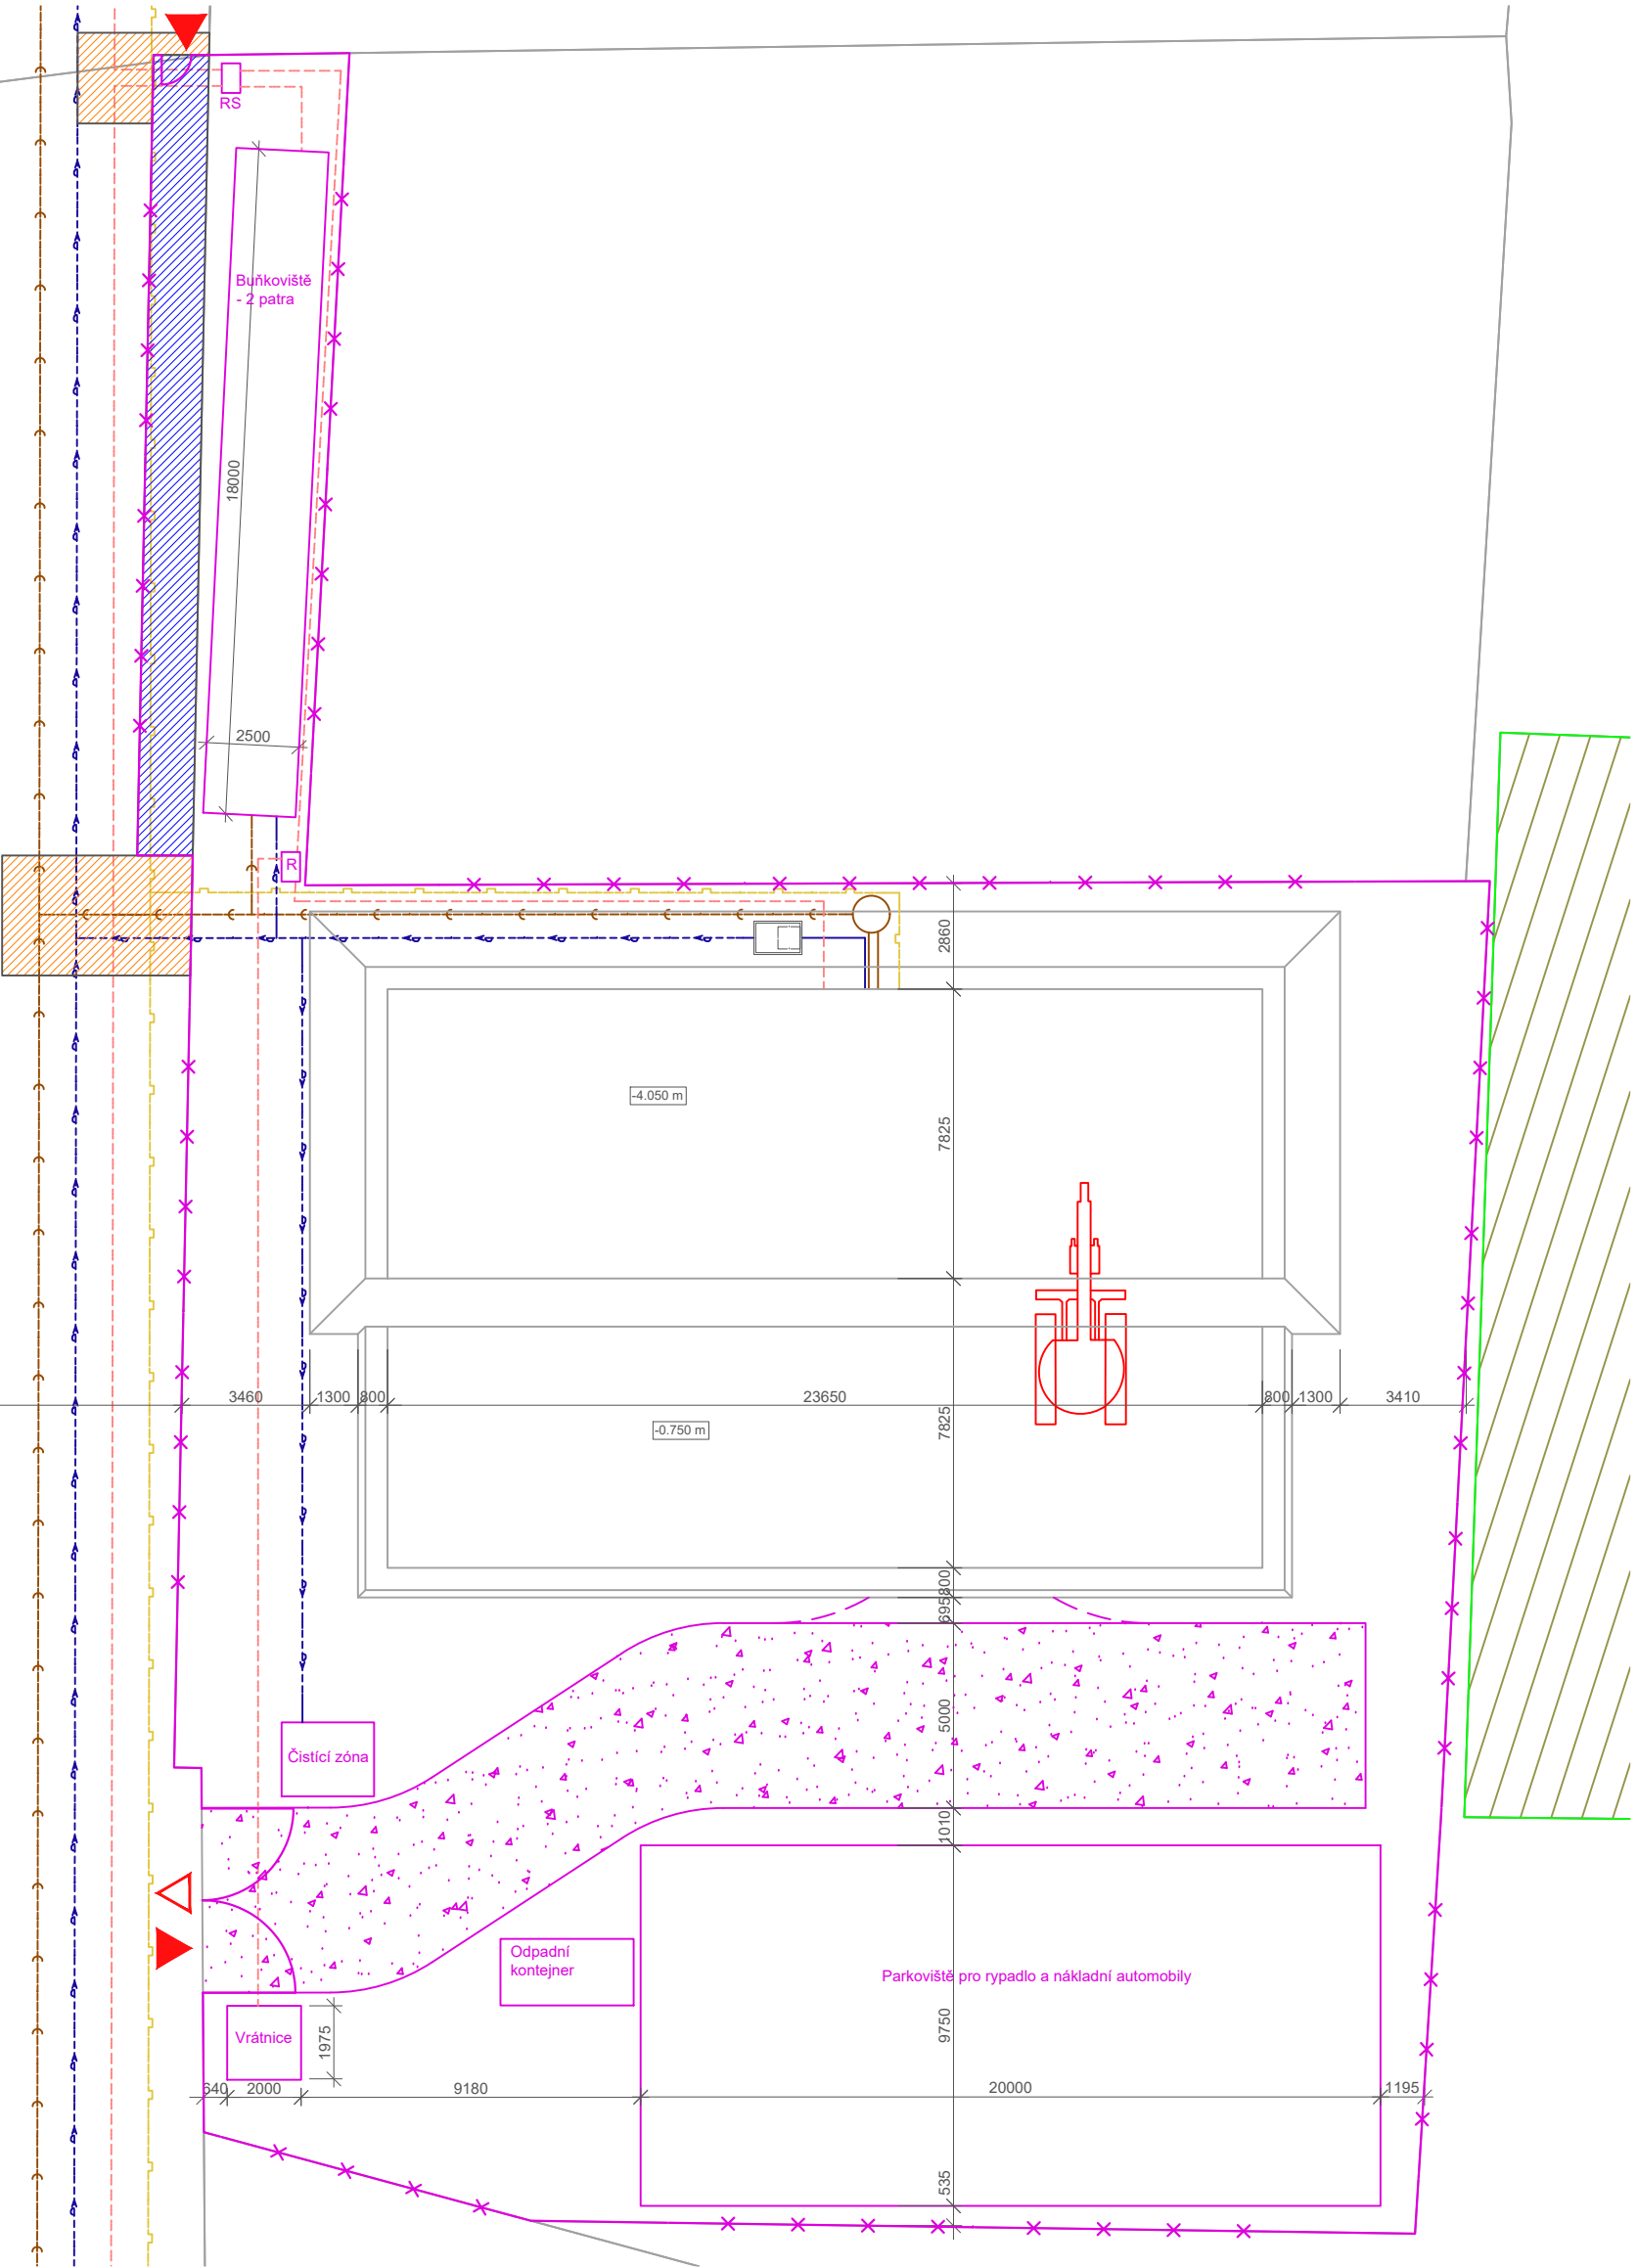 RS
Buňkoviště
- 2 patra
18000
2500
R
2860
-4.050 m
7825
3460
1300
800
23650
800
1300
3410
7825
-0.750 m
800
695
5000
Čistící zóna
1010
Odpadní
kontejner
Parkoviště pro rypadlo a nákladní automobily
Vrátnice
1975
9750
640
2000
9180
20000
1195
535